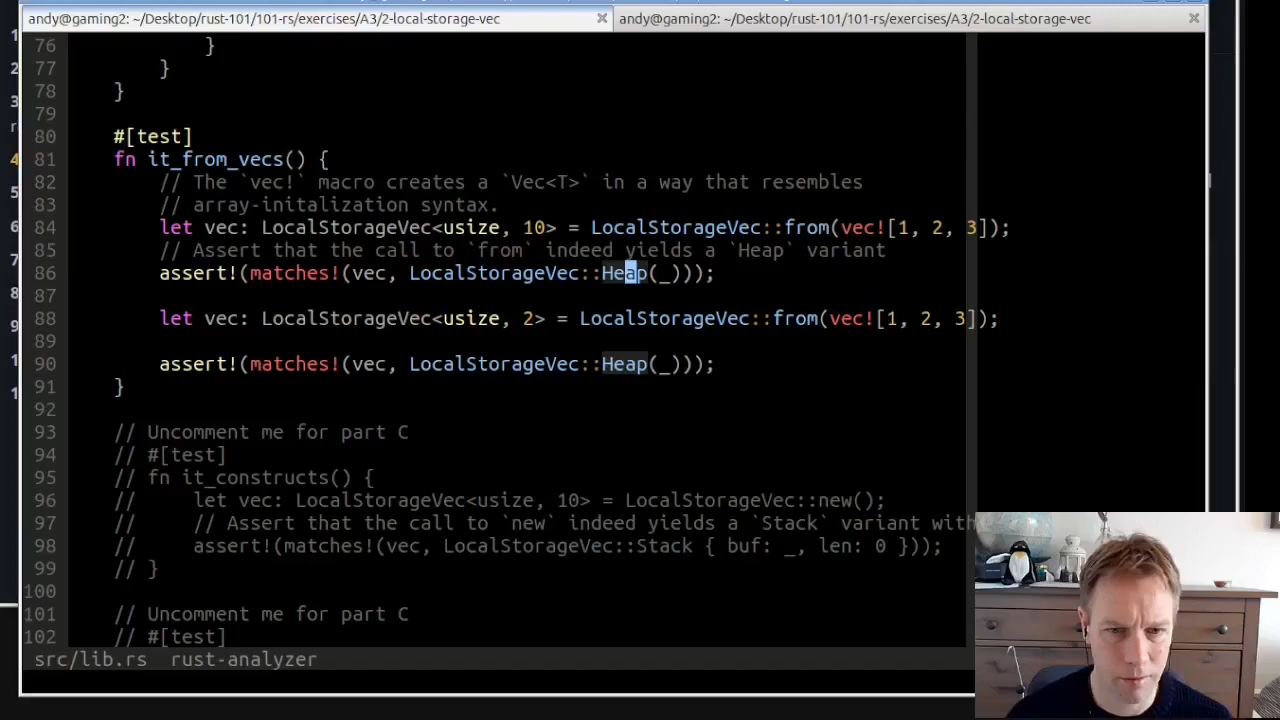 andy@gaming2: ~/Desktop/rust-101/101-rs/exercises/A3/2-local-storage-vec
andy@gaming2: ~/Desktop/rust-101/101-rs/exercises/A3/2-local-storage-vec
76 }
77 }
78 }
79
80 #[test]
81 fn it_from_vecs() {
82 // The `vec!` macro creates a `Vec<T>` in a way that resembles
83 // array-initalization syntax.
84 let vec: LocalStorageVec<usize, 10> = LocalStorageVec::from(vec![1, 2, 3]);
85 // Assert that the call to `from` indeed yields a `Heap` variant
86 assert!(matches!(vec, LocalStorageVec::Heap(_)));
87
88 let vec: LocalStorageVec<usize, 2> = LocalStorageVec::from(vec![1, 2, 3]);
89
90 assert!(matches!(vec, LocalStorageVec::Heap(_)));
91 }
92
93 // Uncomment me for part C
94 // #[test]
95 // fn it_constructs() {
96 // let vec: LocalStorageVec<usize, 10> = LocalStorageVec::new();
97 // // Assert that the call to `new` indeed yields a `Stack` variant with
98 // assert!(matches!(vec, LocalStorageVec::Stack { buf: _, len: 0 }));
99 // }
100
101 // Uncomment me for part C
102 // #[test]
src/lib.rs rust-analyzer